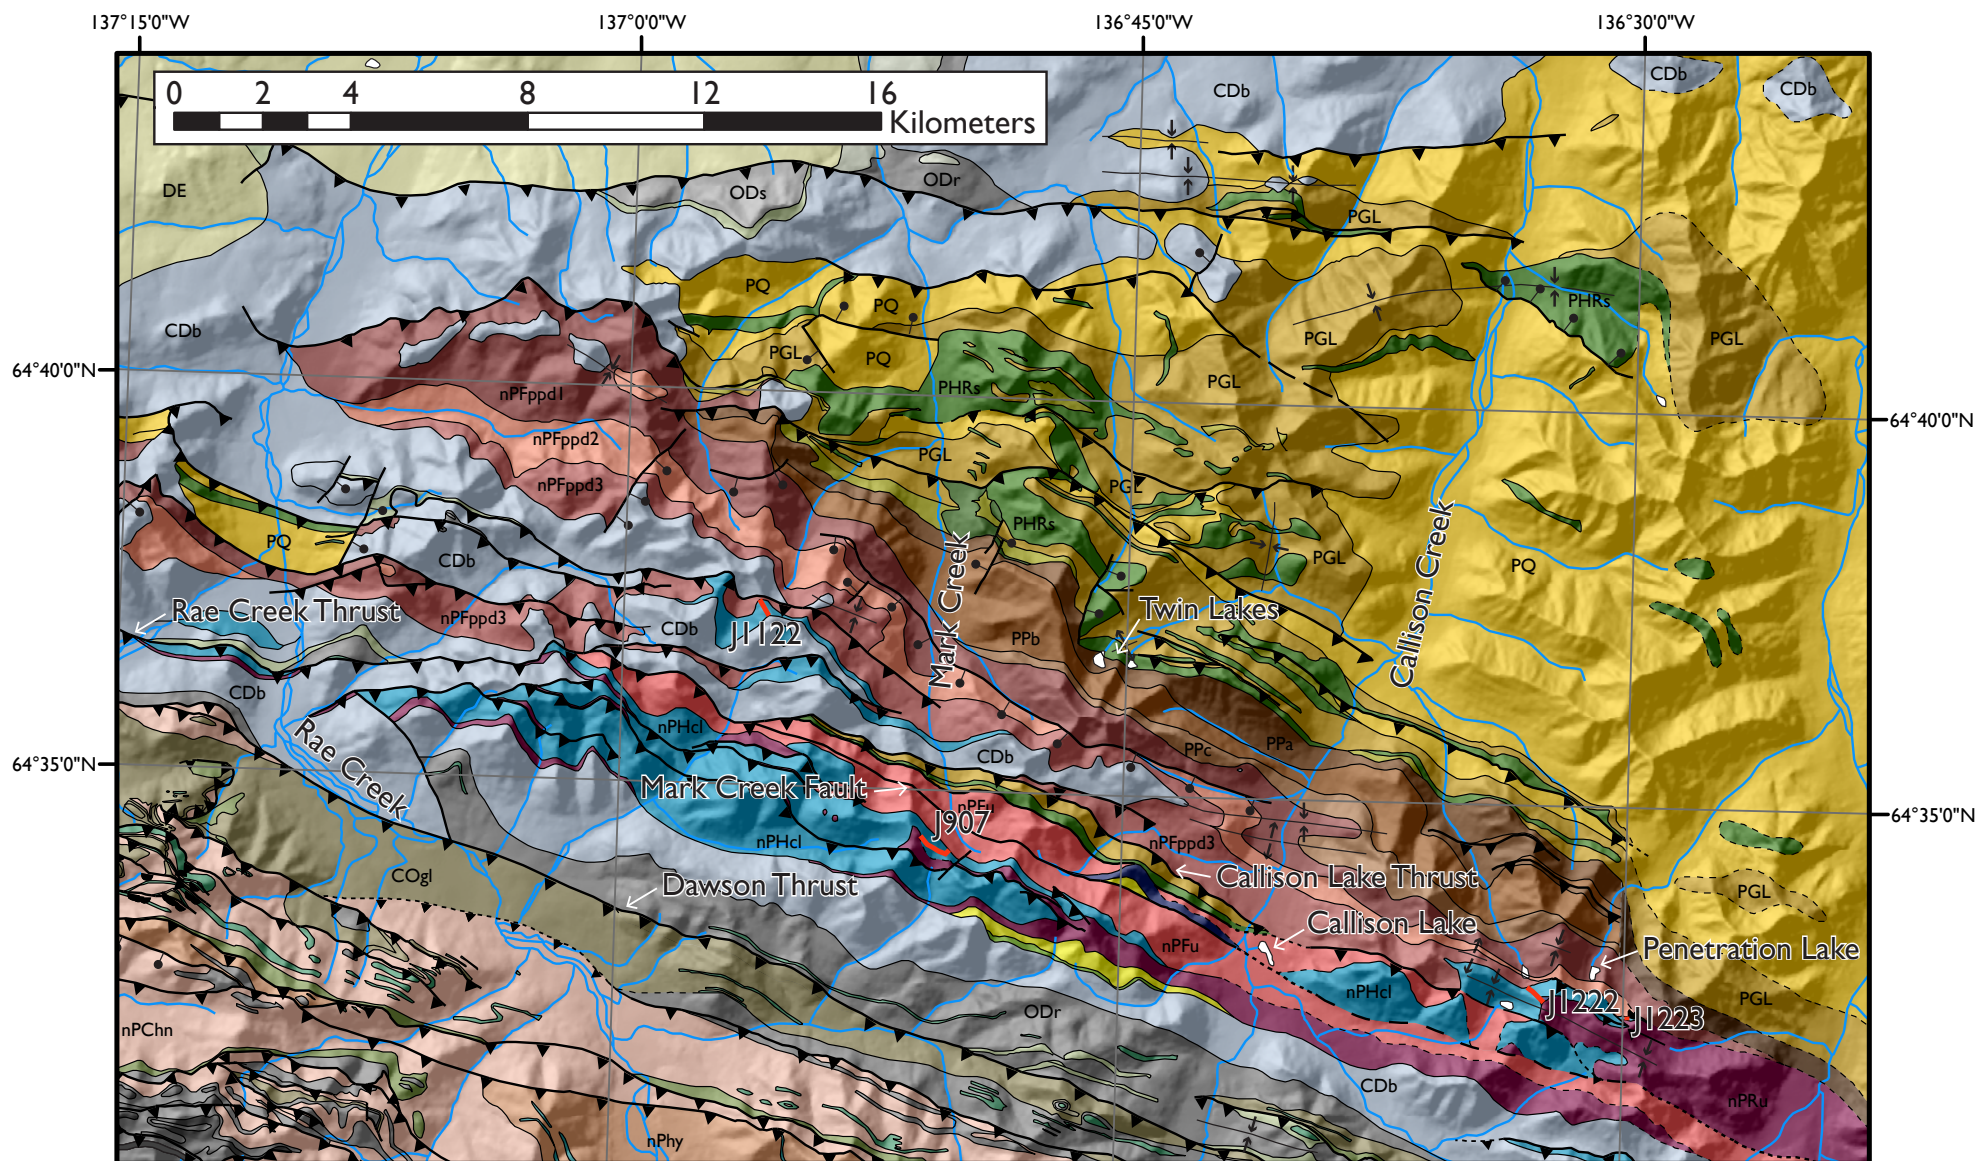 137°15'0"W
137°0'0"W
136°45'0"W
136°30'0"W
0 2 4 8 12 16
Kilometers
CDb
CDb
CDb
DE
ODs
ODr
PGL
PQ
PQ
PHRs
CDb
PGL
PGL
PQ
PGL
64°40'0"N
PGL
nPFppd1
PHRs
64°40'0"N
nPFppd2
PGL
nPFppd3
PGL
PHRs
PQ
CDb
PGL
PQ
Mark Creek
Callison Creek
Rae Creek Thrust
nPFppd3
CDb
J1122
PPb
Twin Lakes
CDb
nPHcl
Rae Creek
CDb
PPc
PPa
64°35'0"N
Mark Creek Fault
nPFu
J907
64°35'0"N
nPHcl
nPFppd3
COgl
Dawson Thrust
Callison Lake Thrust
PGL
Callison Lake
nPFu
Penetration Lake
nPHcl
J1222
PGL
ODr
J1223
nPChn
CDb
nPRu
nPhy